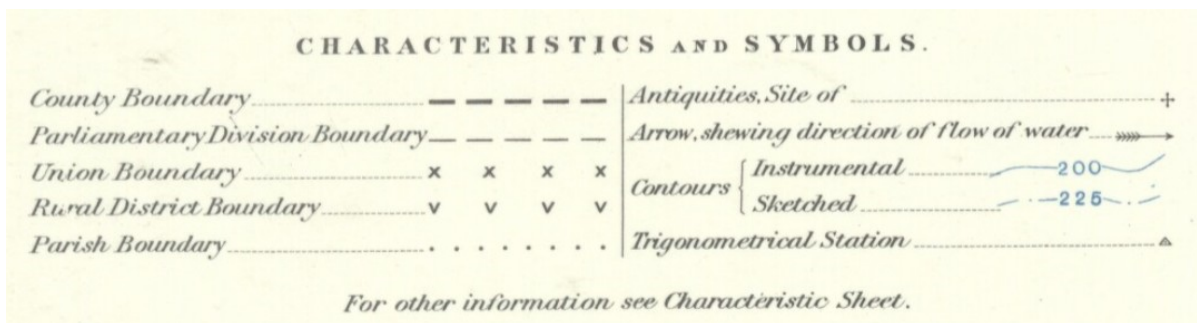 CHARACTERISTICS AND SYMBOLS.
County Boundary
Parliamentary Division Boundary
Union Boundary x x x x
Rural District Boundary v v v v
Parish Boundary
Antiquities, Site of
Arrow, shewing direction of flow of water
Contours
Instrumental 200
Sketched 225
Trigonometrical Station
For other information see Characteristic Sheet.